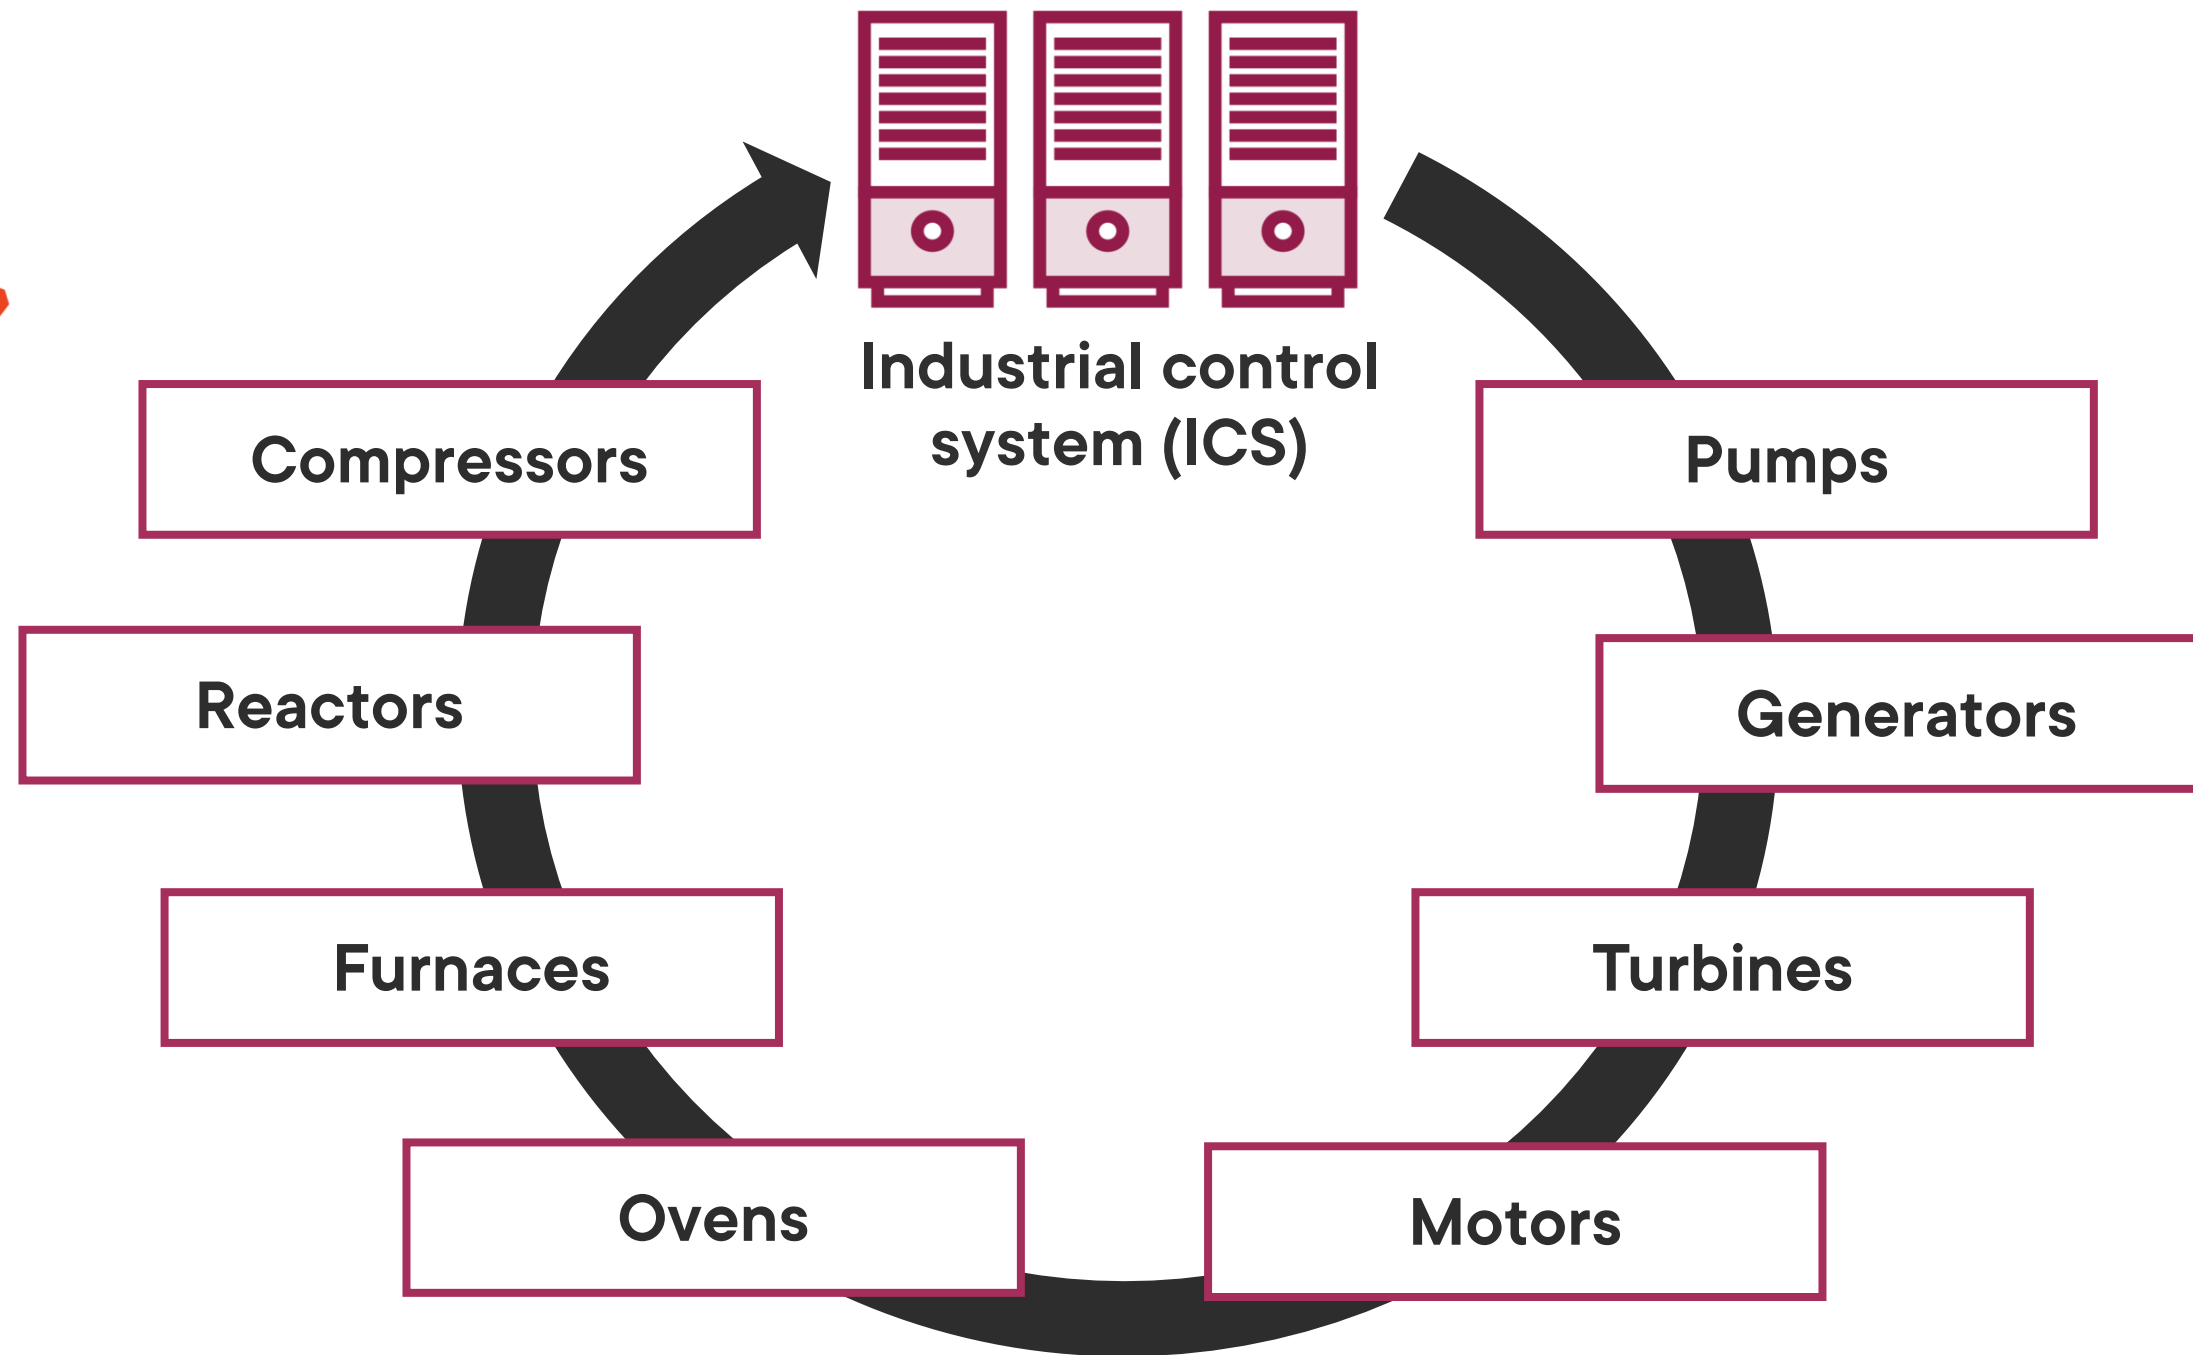 Industrial control
system (ICS)
Compressors
Pumps
Reactors
Generators
Furnaces
Turbines
Ovens
Motors